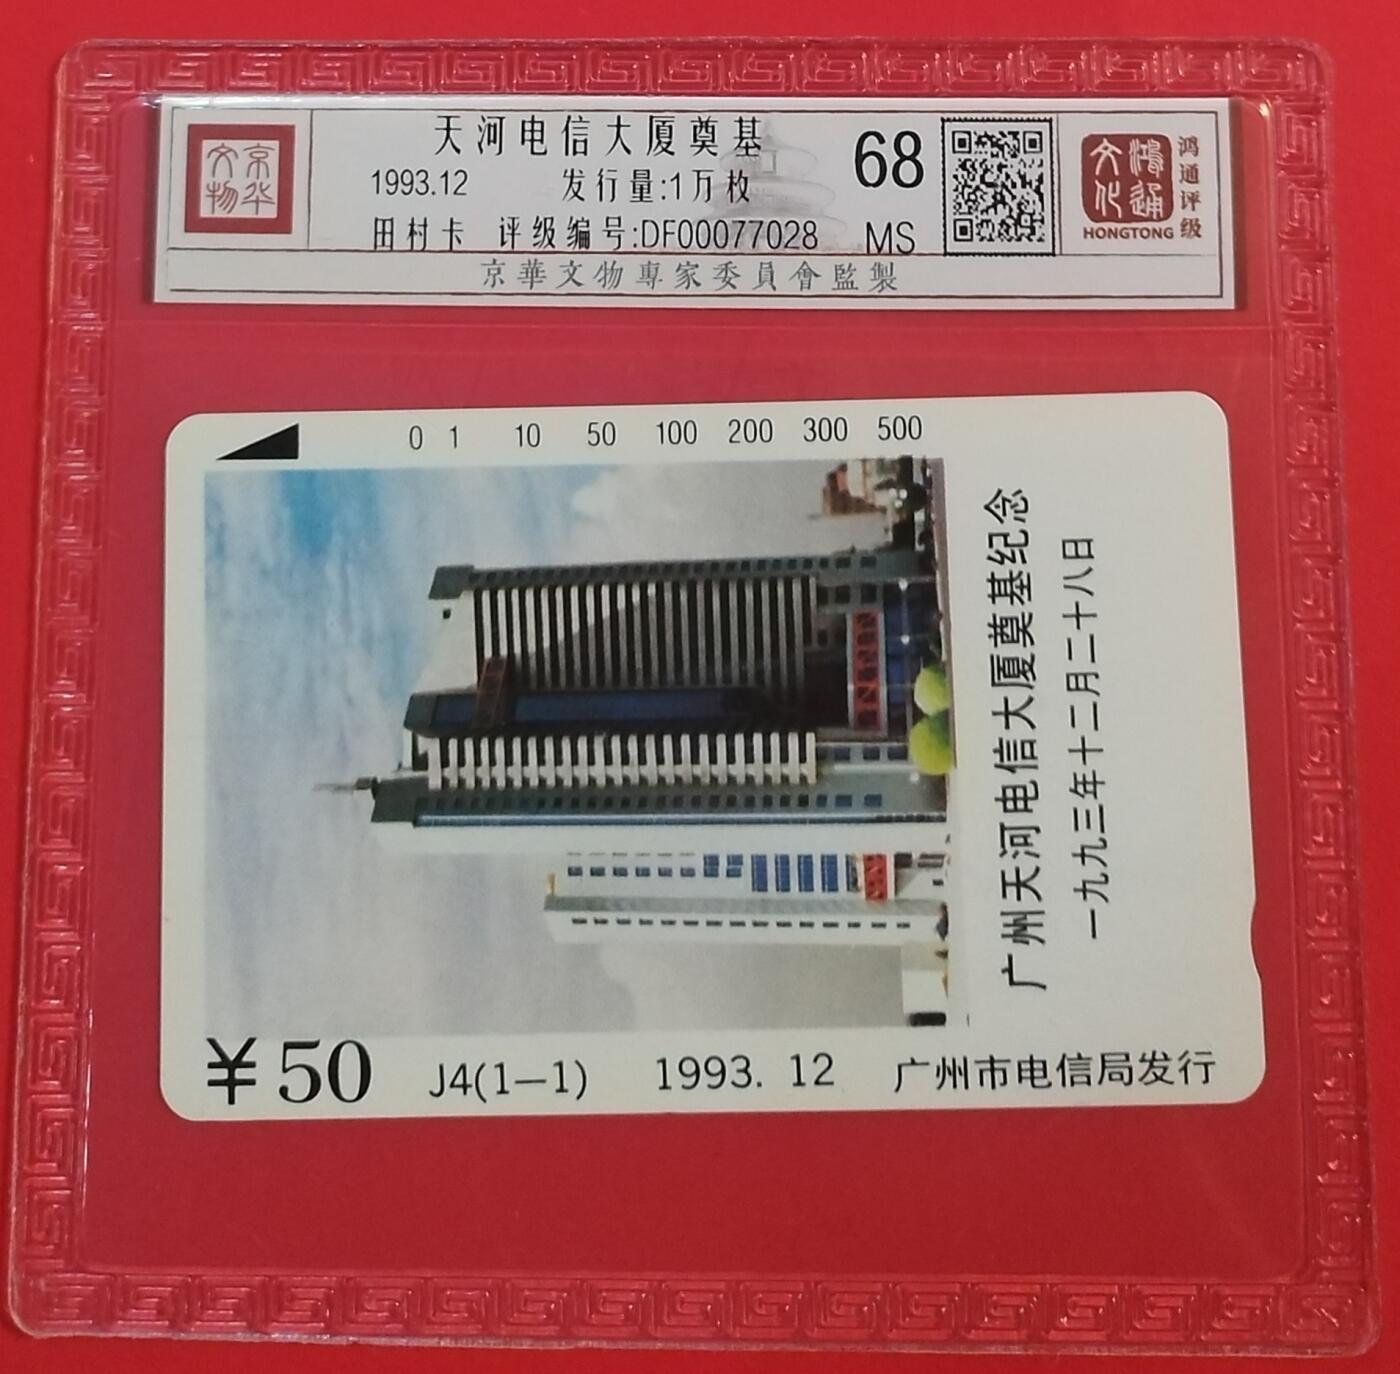 京华
文物
天河电信大厦奠基
1993.12 发行量:1万枚
田村卡 评级编号:DF00077028
68
MS
鸿通
文化
HONGTONG
鸿通评级
京華文物專家委員會監製
0 1 10 50 100 200 300 500
广州天河电信大厦奠基纪念
一九九三年十二月二十八日
¥50 J4(1—1) 1993. 12 广州市电信局发行